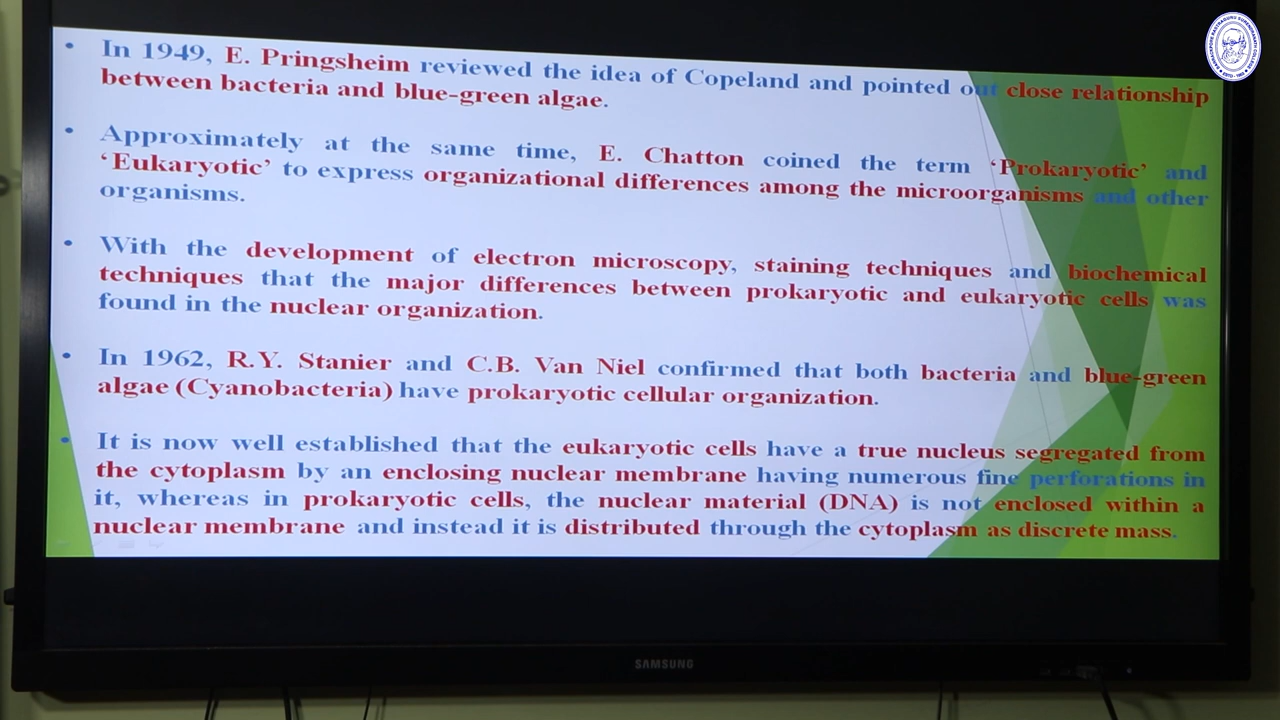 • In 1949, E. Pringsheim reviewed the idea of Copeland and pointed out close relationship
between bacteria and blue-green algae.
• Approximately at the same time, E. Chatton coined the term ‘Prokaryotic’ and
‘Eukaryotic’ to express organizational differences among the microorganisms and other
organisms.
• With the development of electron microscopy, staining techniques and biochemical
techniques that the major differences between prokaryotic and eukaryotic cells was
found in the nuclear organization.
• In 1962, R.Y. Stanier and C.B. Van Niel confirmed that both bacteria and blue-green
algae (Cyanobacteria) have prokaryotic cellular organization.
• It is now well established that the eukaryotic cells have a true nucleus segregated from
the cytoplasm by an enclosing nuclear membrane having numerous fine perforations in
it, whereas in prokaryotic cells, the nuclear material (DNA) is not enclosed within a
nuclear membrane and instead it is distributed through the cytoplasm as discrete mass.
SAMSUNG